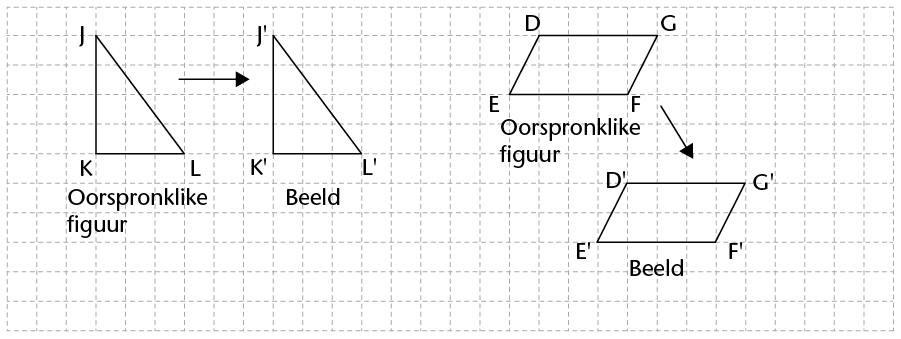 J
K
L
Oorspronklike
figuur
J'
K'
L'
Beeld
D
G
E
F
Oorspronklike
figuur
D'
G'
E'
F'
Beeld